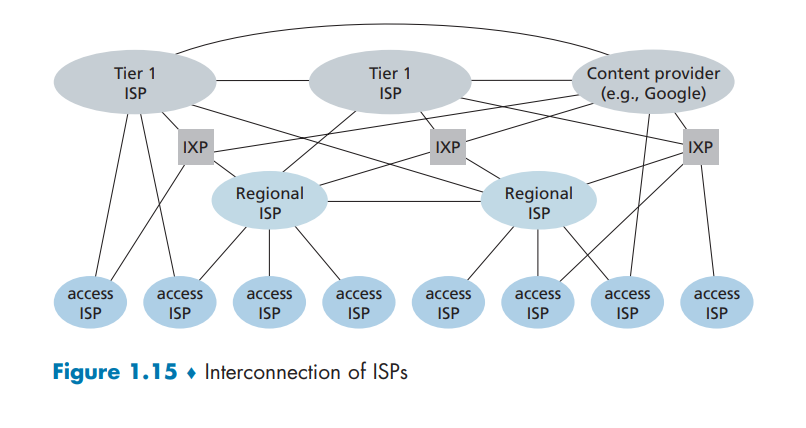 Tier 1
ISP
Tier 1
ISP
Content provider
(e.g., Google)
IXP
IXP
IXP
Regional
ISP
Regional
ISP
access
ISP
access
ISP
access
ISP
access
ISP
access
ISP
access
ISP
access
ISP
access
ISP
Figure 1.15 ♦ Interconnection of ISPs